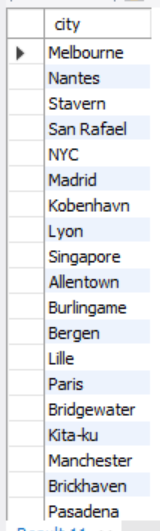 city
Melbourne
Nantes
Stavern
San Rafael
NYC
Madrid
Kobenhavn
Lyon
Singapore
Allentown
Burlingame
Bergen
Lille
Paris
Bridgewater
Kita-ku
Manchester
Brickhaven
Pasadena